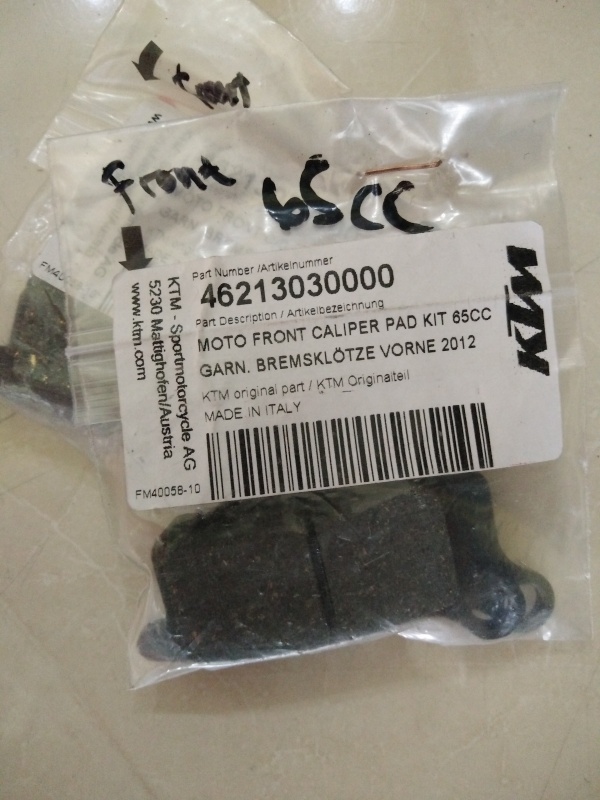 Front
Front
65cc
Part Number /Artikelnummer
46213030000
Part Description / Artikelbezeichnung
MOTO FRONT CALIPER PAD KIT 65CC
GARN. BREMSKLÖTZE VORNE 2012
KTM original part / KTM Originalteil
MADE IN ITALY
KTM
KTM - Sportmotorcycle AG
5230 Mattighofen/Austria
www.ktm.com
FM40058-10